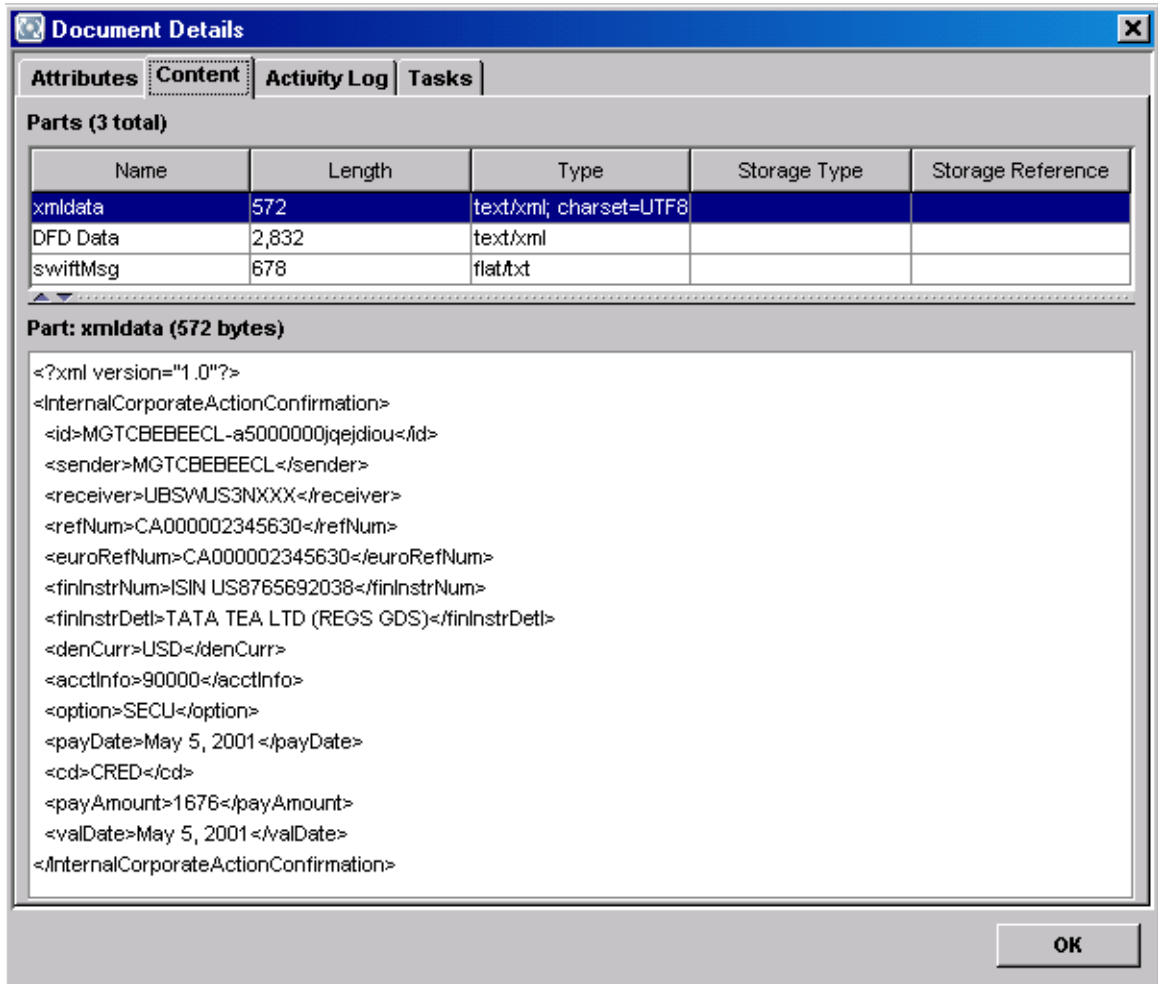 Document Details
Attributes Content Activity Log Tasks
Parts (3 total)
Name Length Type Storage Type Storage Reference
xmldata 572 text/xml; charset=UTF8
DFD Data 2,832 text/xml
swiftMsg 678 flat/txt
Part: xmldata (572 bytes)
<?xml version="1.0"?>
<InternalCorporateActionConfirmation>
<id>MGTCBEBEECL-a5000000jqejdiou</id>
<sender>MGTCBEBEECL</sender>
<receiver>UBSWUS3NXXX</receiver>
<refNum>CA000002345630</refNum>
<euroRefNum>CA000002345630</euroRefNum>
<finInstrNum>ISIN US8765692038</finInstrNum>
<finInstrDetl>TATA TEA LTD (REGS GDS)</finInstrDetl>
<denCurr>USD</denCurr>
<acctInfo>90000</acctInfo>
<option>SECU</option>
<payDate>May 5, 2001</payDate>
<cd>CRED</cd>
<payAmount>1676</payAmount>
<valDate>May 5, 2001</valDate>
</InternalCorporateActionConfirmation>
OK